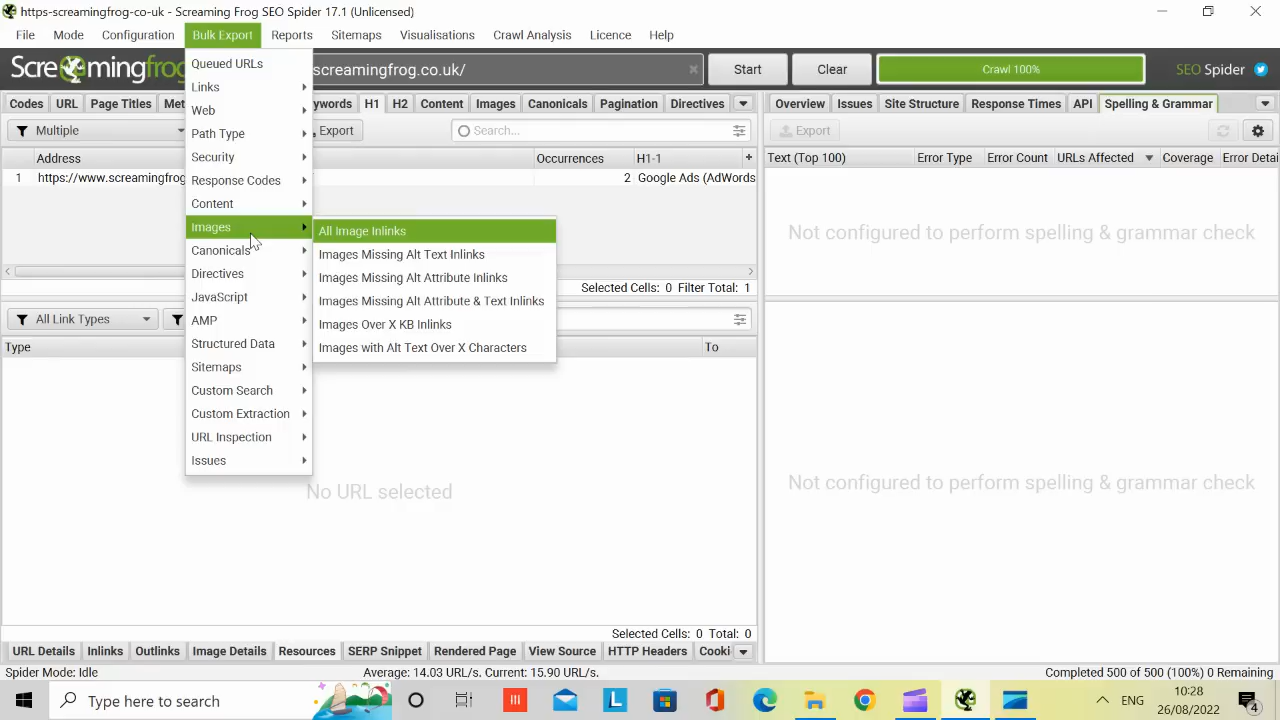 https-screamingfrog-co-uk - Screaming Frog SEO Spider 17.1 (Unlicensed)
File Mode Configuration Bulk Export Reports Sitemaps Visualisations Crawl Analysis Licence Help
Screamingfrog
screamingfrog.co.uk/
Start
Clear
Crawl 100%
SEO Spider
Codes URL Page Titles Met
ywords H1 H2 Content Images Canonicals Pagination Directives
Multiple
Export
Search...
Address
Occurrences
H1-1
1 https://www.screamingfrog
2 Google Ads (AdWords
Selected Cells: 0 Filter Total: 1
All Link Types
Type
To
No URL selected
Selected Cells: 0 Total: 0
URL Details Inlinks Outlinks Image Details Resources SERP Snippet Rendered Page View Source HTTP Headers Cooki
Queued URLs
Links
Web
Path Type
Security
Response Codes
Content
Images
Canonicals
Directives
JavaScript
AMP
Structured Data
Sitemaps
Custom Search
Custom Extraction
URL Inspection
Issues
All Image Inlinks
Images Missing Alt Text Inlinks
Images Missing Alt Attribute Inlinks
Images Missing Alt Attribute & Text Inlinks
Images Over X KB Inlinks
Images with Alt Text Over X Characters
Overview Issues Site Structure Response Times API Spelling & Grammar
Export
Text (Top 100) Error Type Error Count URLs Affected Coverage Error Detai
Not configured to perform spelling & grammar check
Not configured to perform spelling & grammar check
Spider Mode: Idle
Average: 14.03 URL/s. Current: 15.90 URL/s.
Completed 500 of 500 (100%) 0 Remaining
Type here to search
L
ENG
10:28
26/08/2022
4